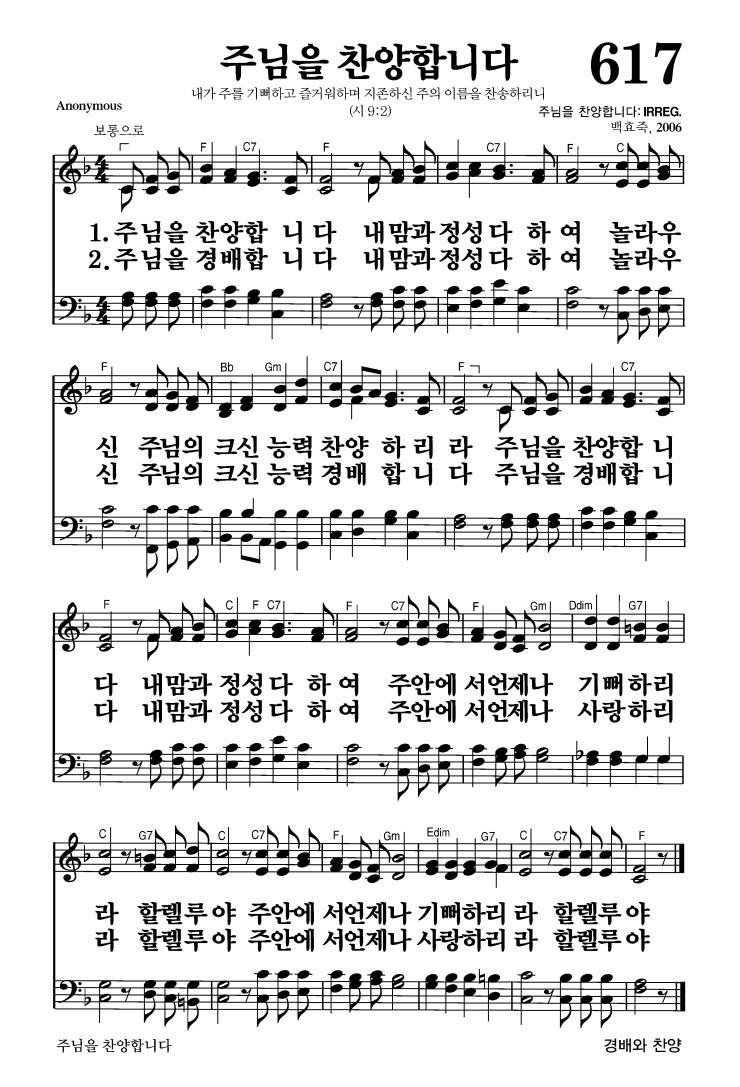 주님을 찬양합니다 617
내가 주를 기뻐하고 즐거워하며 지존하신 주의 이름을 찬송하리니
(시 9:2)
Anonymous
주님을 찬양합니다: IRREG.
보통으로
백효죽, 2006
F C7 F C7 F C
1. 주님을 찬양합 니 다 내맘과 정성 다 하 여 놀라우
2. 주님을 경배합 니 다 내맘과 정성 다 하 여 놀라우
F Bb Gm C7 F C7
신 주님의 크신 능력 찬양 하 리 라 주님을 찬양합 니
신 주님의 크신 능력 경배 합 니 다 주님을 경배합 니
F C F C7 F C7 F Gm Ddim G7
다 내맘과 정성 다 하 여 주안에 서언제나 기 뻐하리
다 내맘과 정성 다 하 여 주안에 서언제나 사랑하리
C G7 C C7 F Gm Edim G7 C C7 F
라 할렐루 야 주안에 서언제나 기뻐하리 라 할렐루 야
라 할렐루 야 주안에 서언제나 사랑하리 라 할렐루 야
주님을 찬양합니다
경배와 찬양